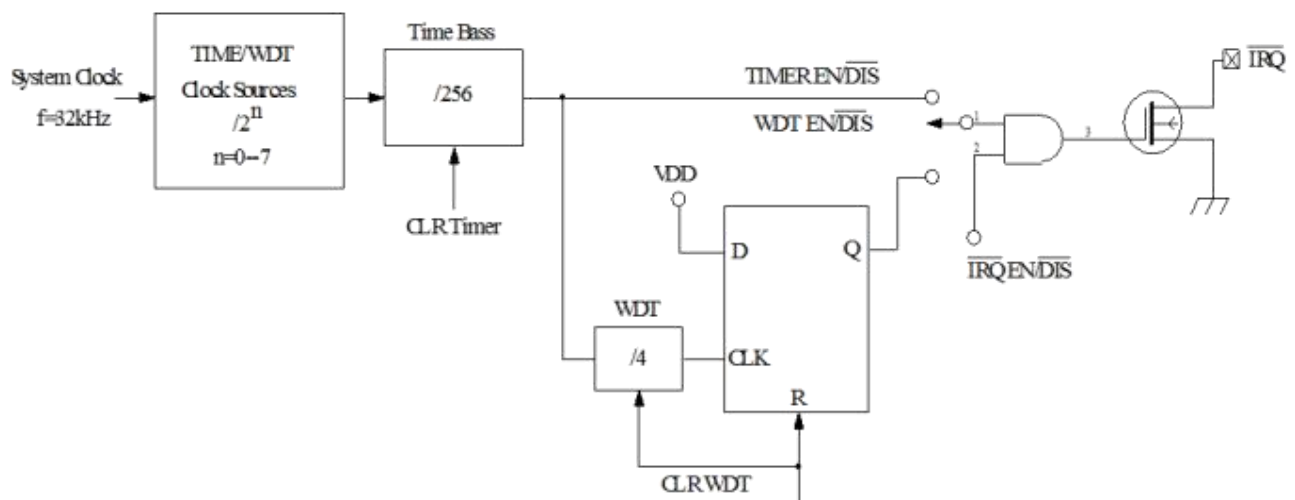 System Clock
f=32kHz
TIME/WDT
Clock Sources
/2^n
n=0--7
Time Bass
/256
CLR Timer
TIMER EN/DIS
WDT EN/DIS
VDD
D
Q
CLK
R
WDT
/4
CLR WDT
1
2
3
IRQ
IRQ EN/DIS